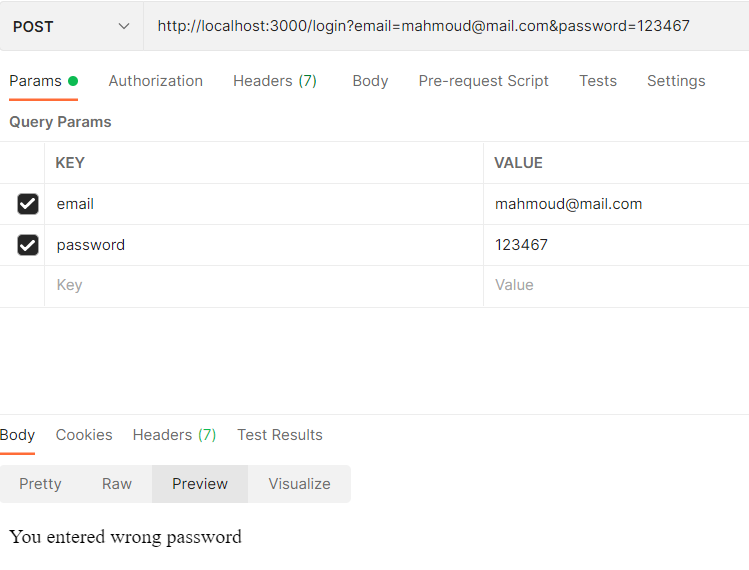 POST http://localhost:3000/login?email=mahmoud@mail.com&password=123467
Params Authorization Headers (7) Body Pre-request Script Tests Settings
Query Params
KEY VALUE
email mahmoud@mail.com
password 123467
Key Value
Body Cookies Headers (7) Test Results
Pretty Raw Preview Visualize
You entered wrong password